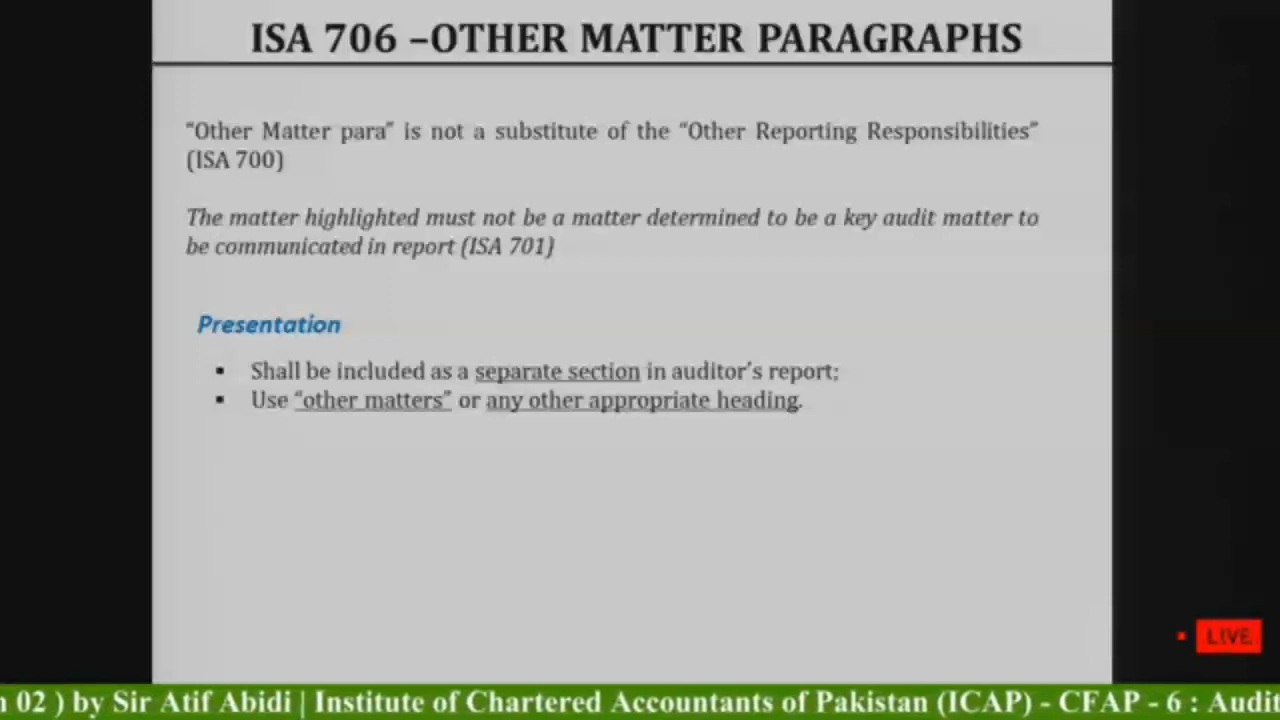 ISA 706 –OTHER MATTER PARAGRAPHS
“Other Matter para” is not a substitute of the “Other Reporting Responsibilities”
(ISA 700)
The matter highlighted must not be a matter determined to be a key audit matter to
be communicated in report (ISA 701)
Presentation
▪ Shall be included as a separate section in auditor’s report;
▪ Use “other matters” or any other appropriate heading.
LIVE
n 02 ) by Sir Atif Abidi | Institute of Chartered Accountants of Pakistan (ICAP) - CFAP - 6 : Audit